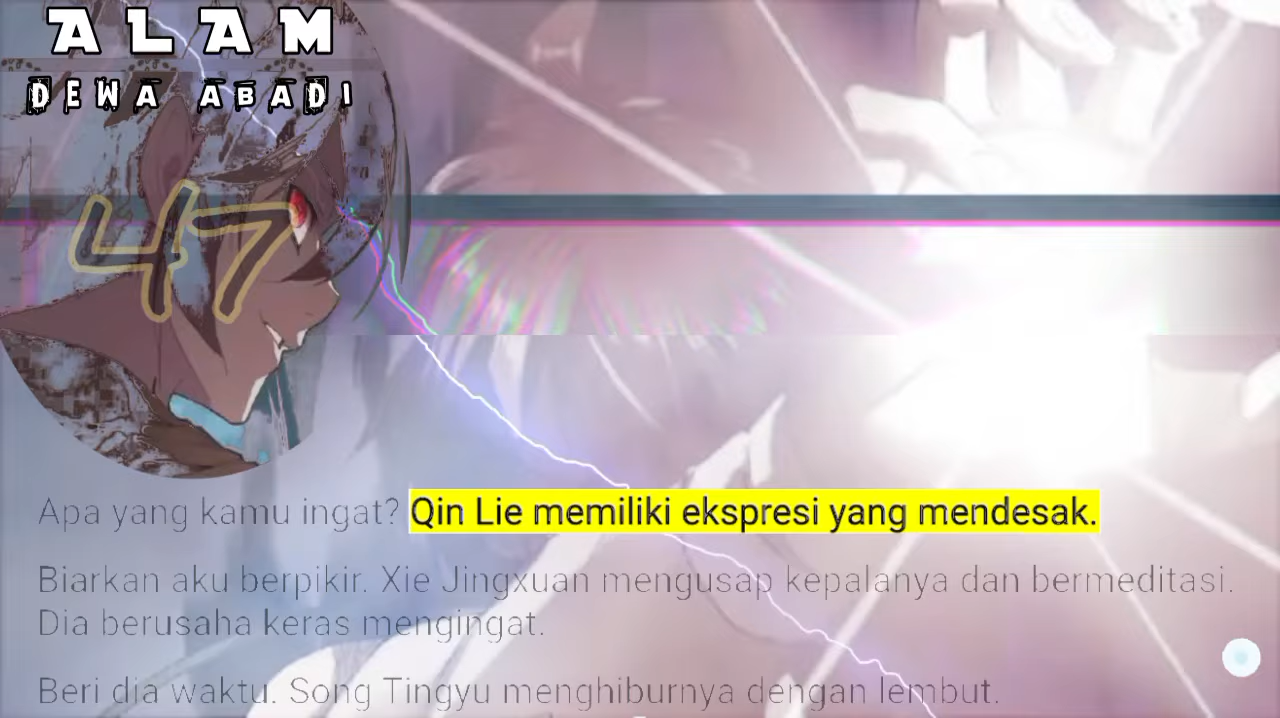 ALAM
DEWA ABADI
47
Apa yang kamu ingat? Qin Lie memiliki ekspresi yang mendesak.
Biarkan aku berpikir. Xie Jingxuan mengusap kepalanya dan bermeditasi.
Dia berusaha keras mengingat.
Beri dia waktu. Song Tingyu menghiburnya dengan lembut.